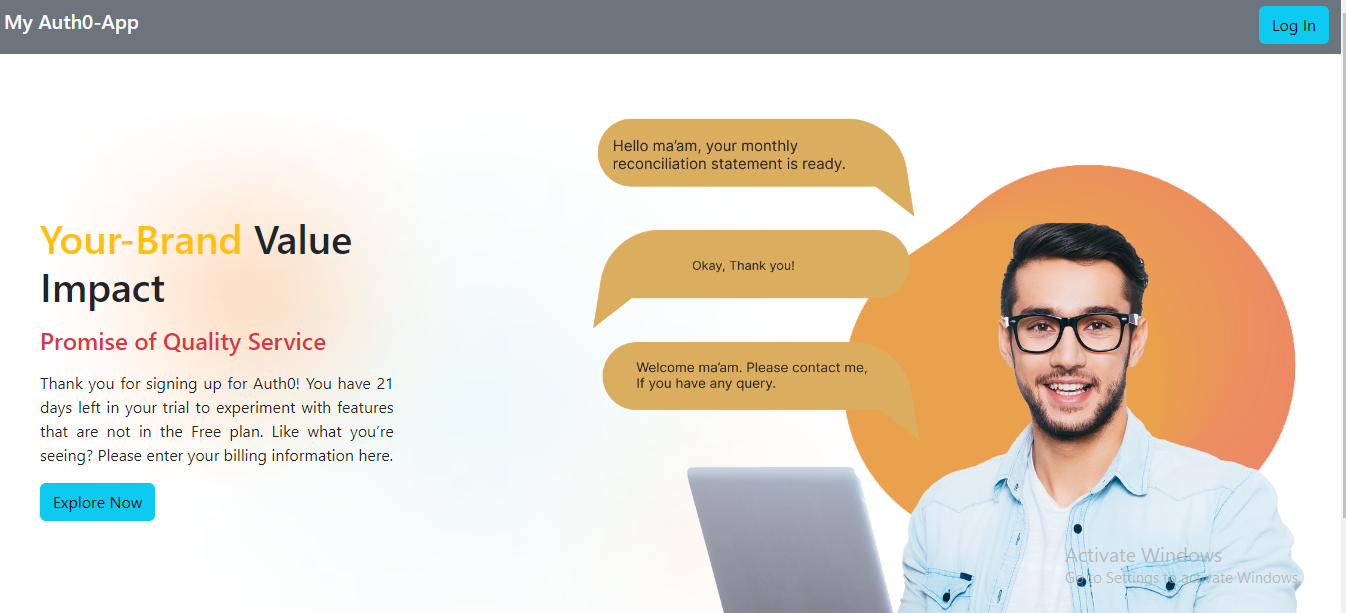 My Auth0-App
Log In
Hello ma’am, your monthly
reconciliation statement is ready.
Okay, Thank you!
Welcome ma’am. Please contact me,
If you have any query.
Your-Brand Value
Impact
Promise of Quality Service
Thank you for signing up for Auth0! You have 21
days left in your trial to experiment with features
that are not in the Free plan. Like what you’re
seeing? Please enter your billing information here.
Explore Now
Activate Windows
Go to Settings to activate Windows.